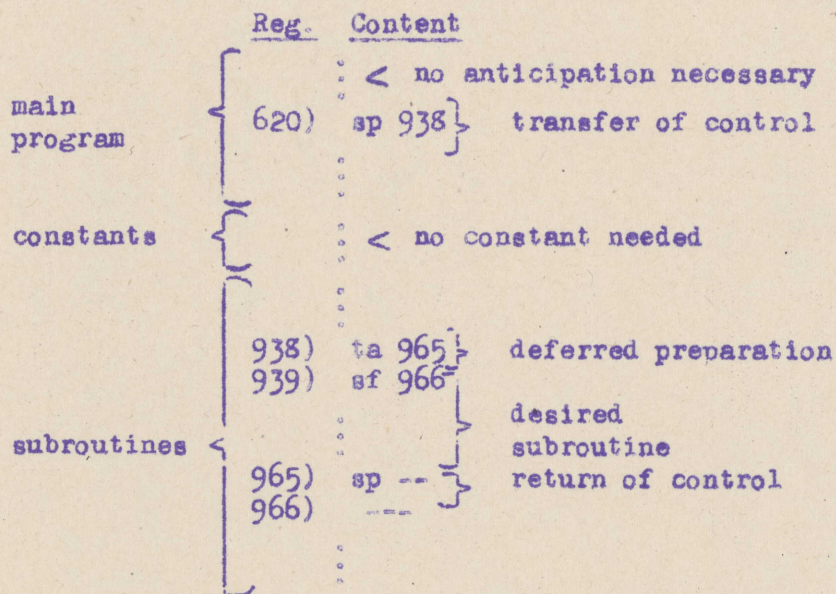 Reg. Content
< no anticipation necessary
main
program
620) sp 938 transfer of control
constants < no constant needed
938) ta 965 deferred preparation
939) sf 966
desired
subroutines subroutine
965) sp -- return of control
966) ---